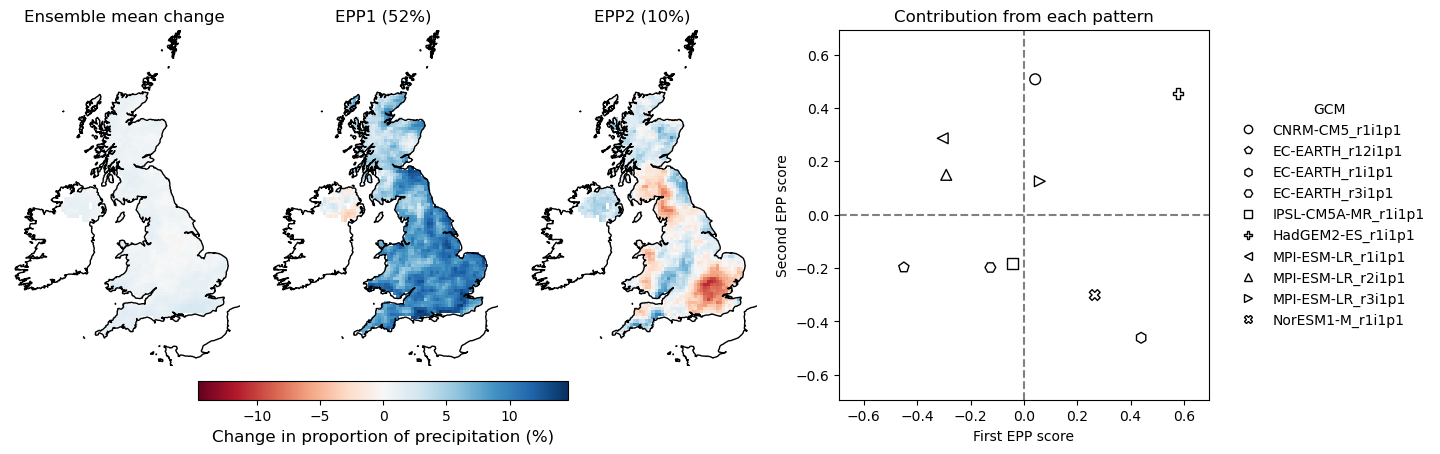 Ensemble mean change
EPP1 (52%)
EPP2 (10%)
−10
−5
0
5
10
Change in proportion of precipitation (%)
Contribution from each pattern
0.6
0.4
0.2
0.0
−0.2
−0.4
−0.6
Second EPP score
−0.6
−0.4
−0.2
0.0
0.2
0.4
0.6
First EPP score
GCM
CNRM-CM5_r1i1p1
EC-EARTH_r12i1p1
EC-EARTH_r1i1p1
EC-EARTH_r3i1p1
IPSL-CM5A-MR_r1i1p1
HadGEM2-ES_r1i1p1
MPI-ESM-LR_r1i1p1
MPI-ESM-LR_r2i1p1
MPI-ESM-LR_r3i1p1
NorESM1-M_r1i1p1